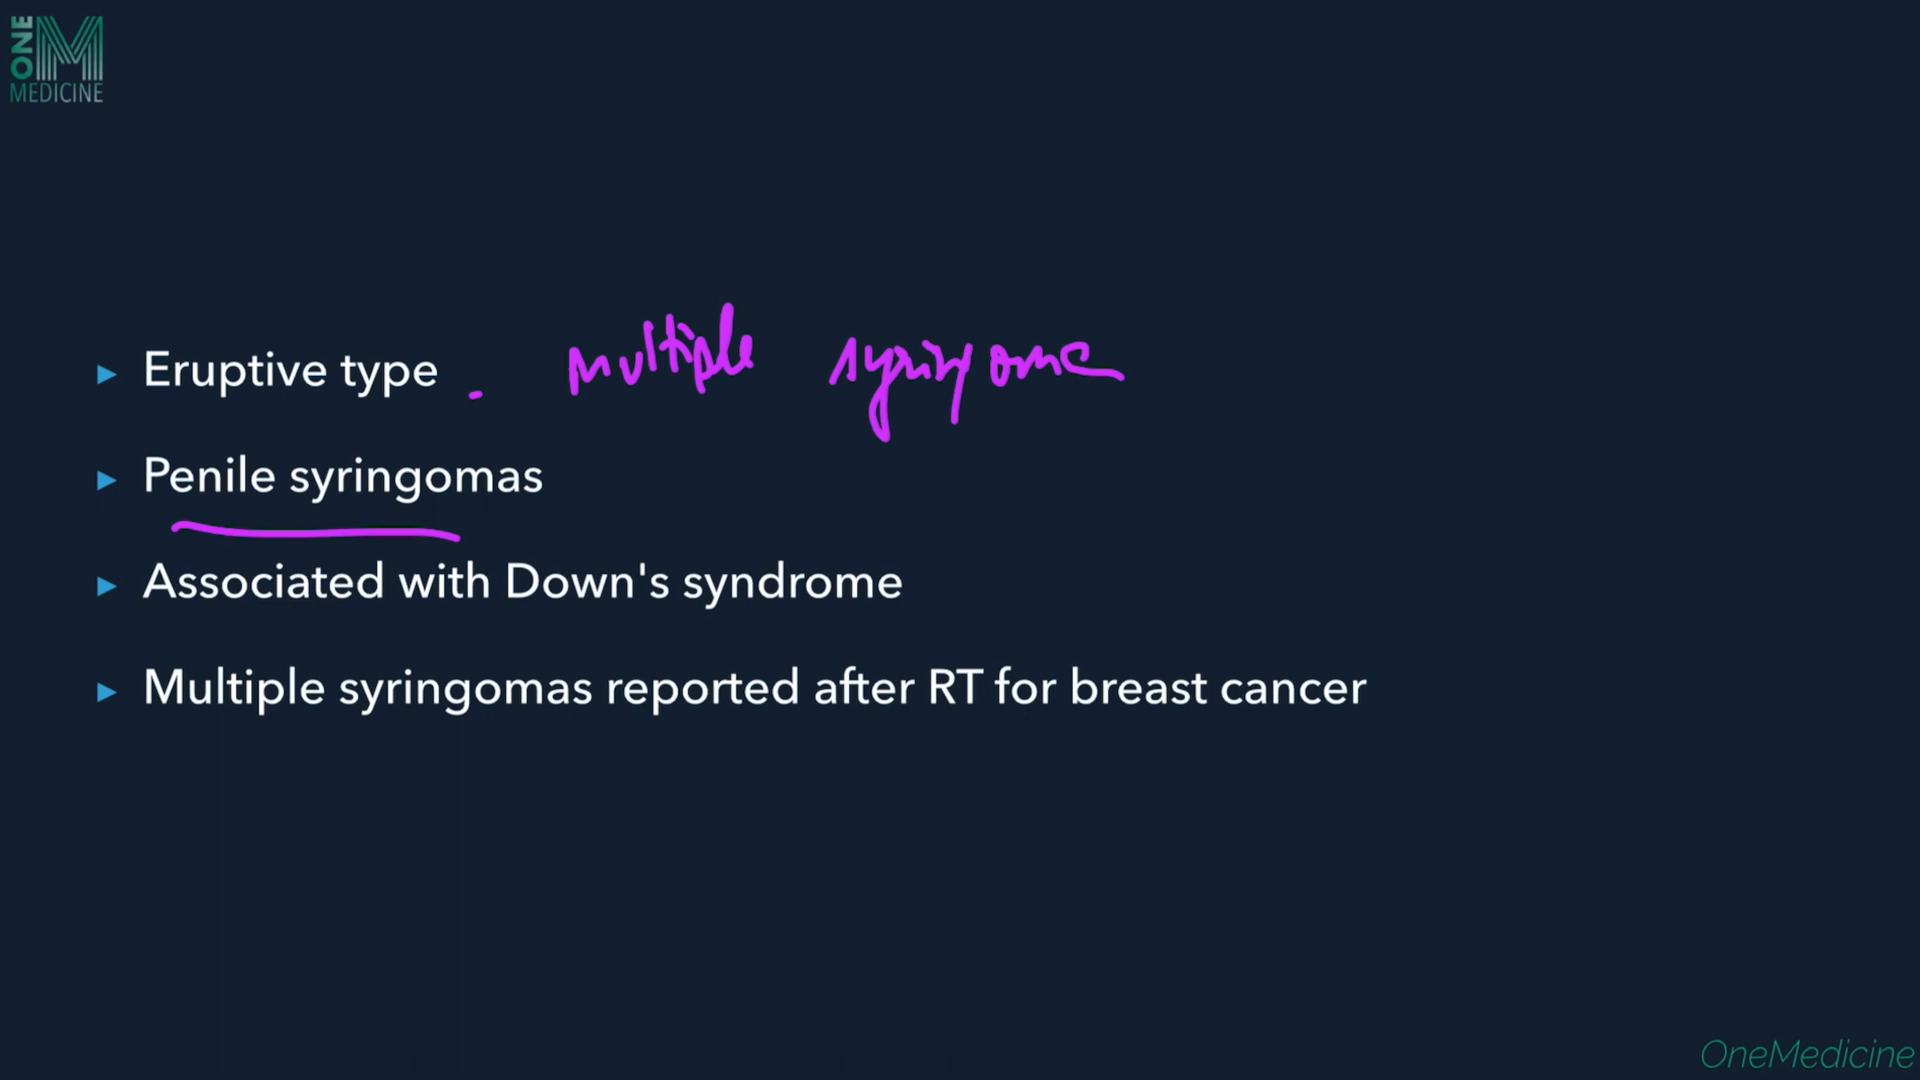 ONE
M
MEDICINE
Eruptive type . Multiple syringoma
Penile syringomas
Associated with Down's syndrome
Multiple syringomas reported after RT for breast cancer
OneMedicine